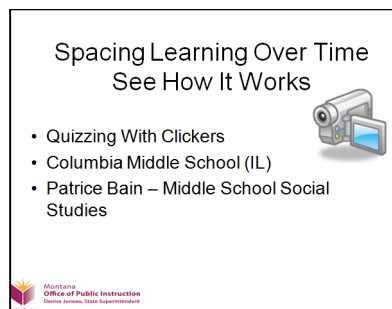 Spacing Learning Over Time
See How It Works
• Quizzing With Clickers
• Columbia Middle School (IL)
• Patrice Bain – Middle School Social
Studies
Montana
Office of Public Instruction
Denise Juneau, State Superintendent